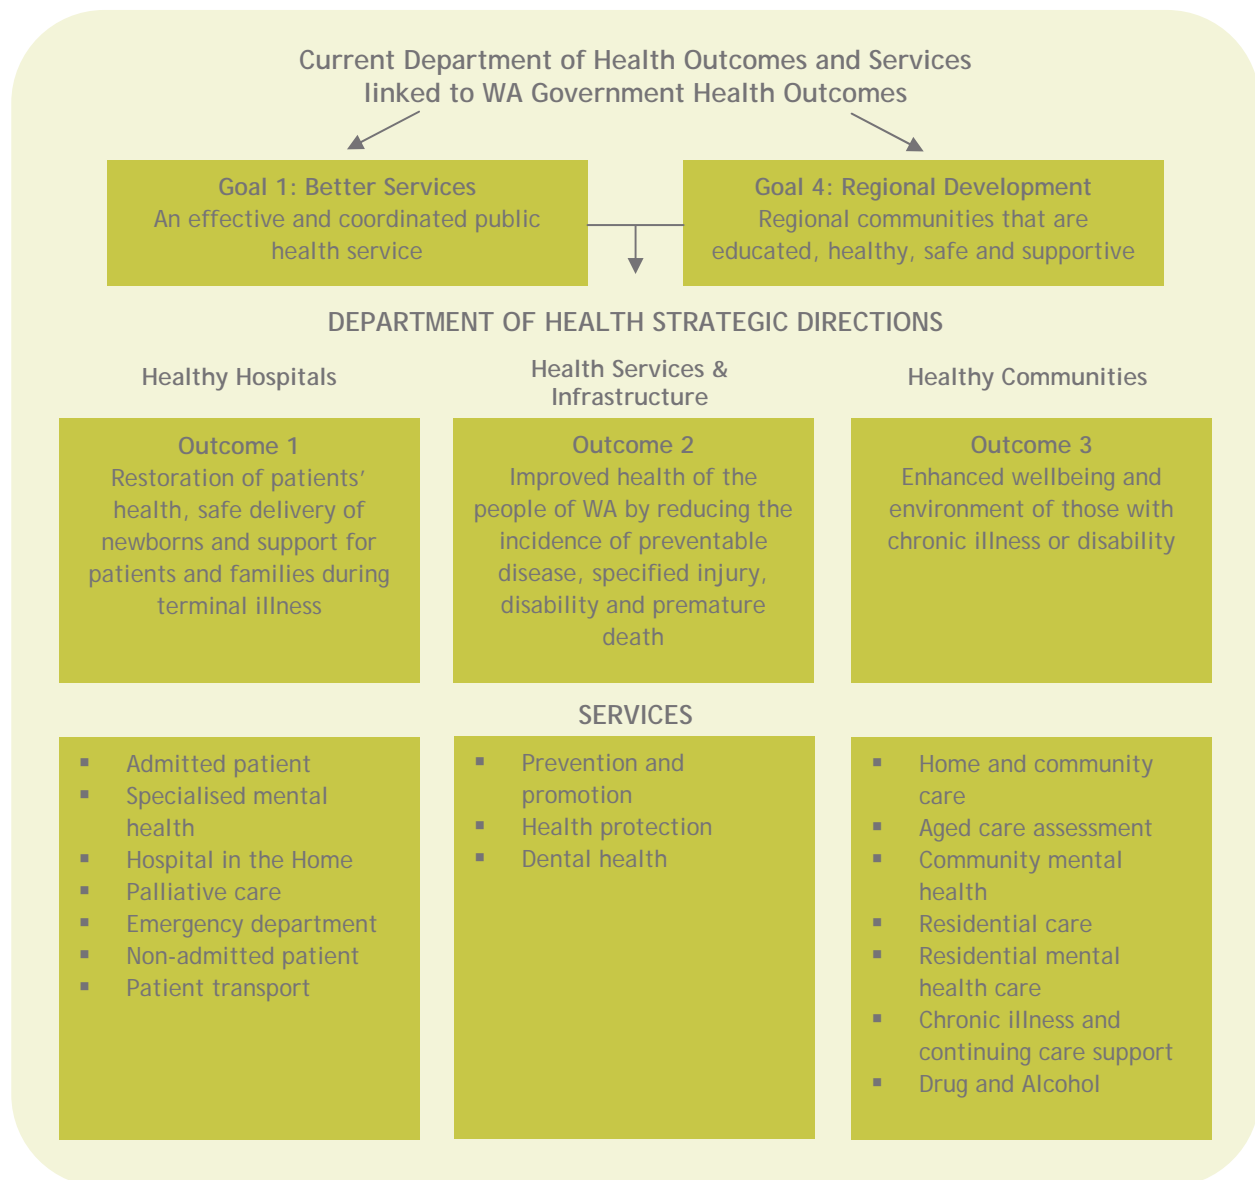 Current Department of Health Outcomes and Services
linked to WA Government Health Outcomes
Goal 1: Better Services
An effective and coordinated public
health service
Goal 4: Regional Development
Regional communities that are
educated, healthy, safe and supportive
DEPARTMENT OF HEALTH STRATEGIC DIRECTIONS
Healthy Hospitals
Health Services &
Infrastructure
Healthy Communities
Outcome 1
Restoration of patients’
health, safe delivery of
newborns and support for
patients and families during
terminal illness
Outcome 2
Improved health of the
people of WA by reducing the
incidence of preventable
disease, specified injury,
disability and premature
death
Outcome 3
Enhanced wellbeing and
environment of those with
chronic illness or disability
SERVICES
▪ Admitted patient
▪ Specialised mental
health
▪ Hospital in the Home
▪ Palliative care
▪ Emergency department
▪ Non-admitted patient
▪ Patient transport
▪ Prevention and
promotion
▪ Health protection
▪ Dental health
▪ Home and community
care
▪ Aged care assessment
▪ Community mental
health
▪ Residential care
▪ Residential mental
health care
▪ Chronic illness and
continuing care support
▪ Drug and Alcohol